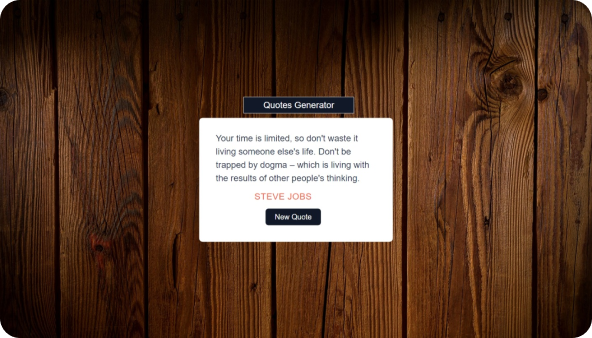 Quotes Generator
Your time is limited, so don't waste it
living someone else's life. Don't be
trapped by dogma – which is living with
the results of other people's thinking.
STEVE JOBS
New Quote